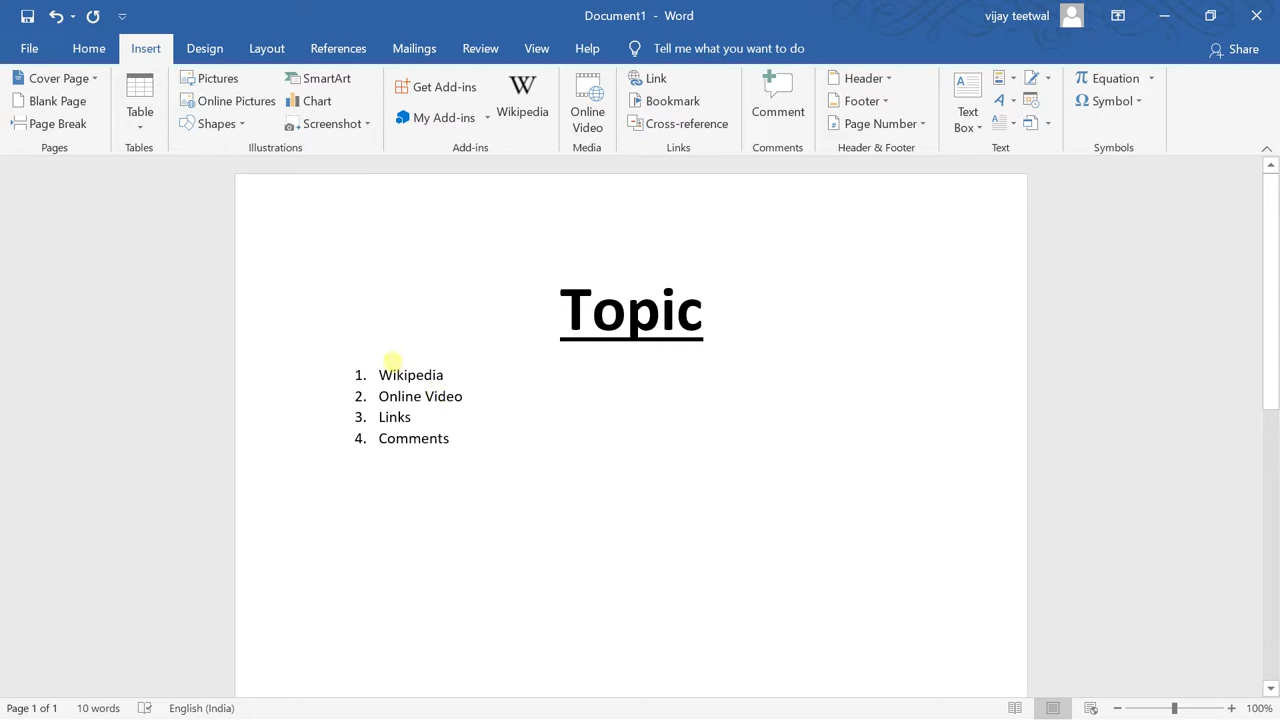 Document1 - Word
vijay teetwal
File Home Insert Design Layout References Mailings Review View Help Tell me what you want to do Share
Cover Page
Blank Page
Page Break
Pages
Table
Tables
Pictures
Online Pictures
Shapes
SmartArt
Chart
Screenshot
Illustrations
Get Add-ins
My Add-ins
W
Wikipedia
Add-ins
Online
Video
Media
Link
Bookmark
Cross-reference
Links
Comment
Comments
Header
Footer
Page Number
Header & Footer
Text
Box
Text
Equation
Symbol
Symbols
Topic
1. Wikipedia
2. Online Video
3. Links
4. Comments
Page 1 of 1 10 words English (India) 100%